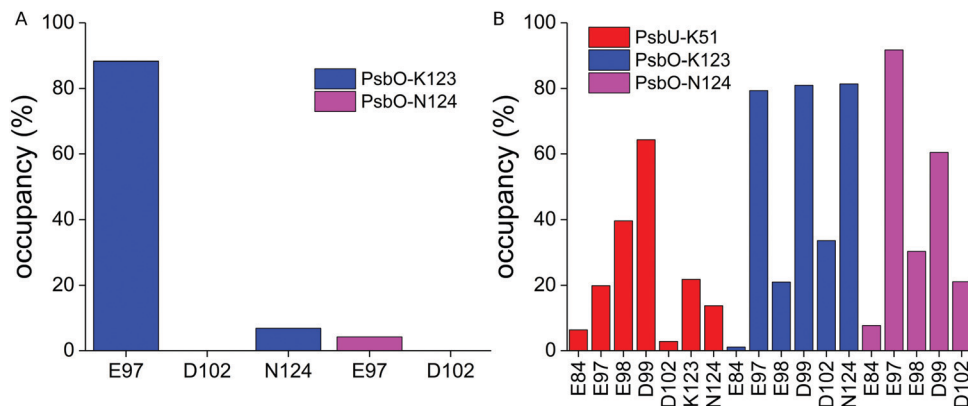 A
100
80
60
40
20
0
occupancy (%)
PsbO-K123
PsbO-N124
E97 D102 N124 E97 D102
B
100
80
60
40
20
0
occupancy (%)
PsbU-K51
PsbO-K123
PsbO-N124
E84 E97 E98 D99 D102 K123 N124 E84 E97 E98 D99 D102 N124 E84 E97 E98 D99 D102